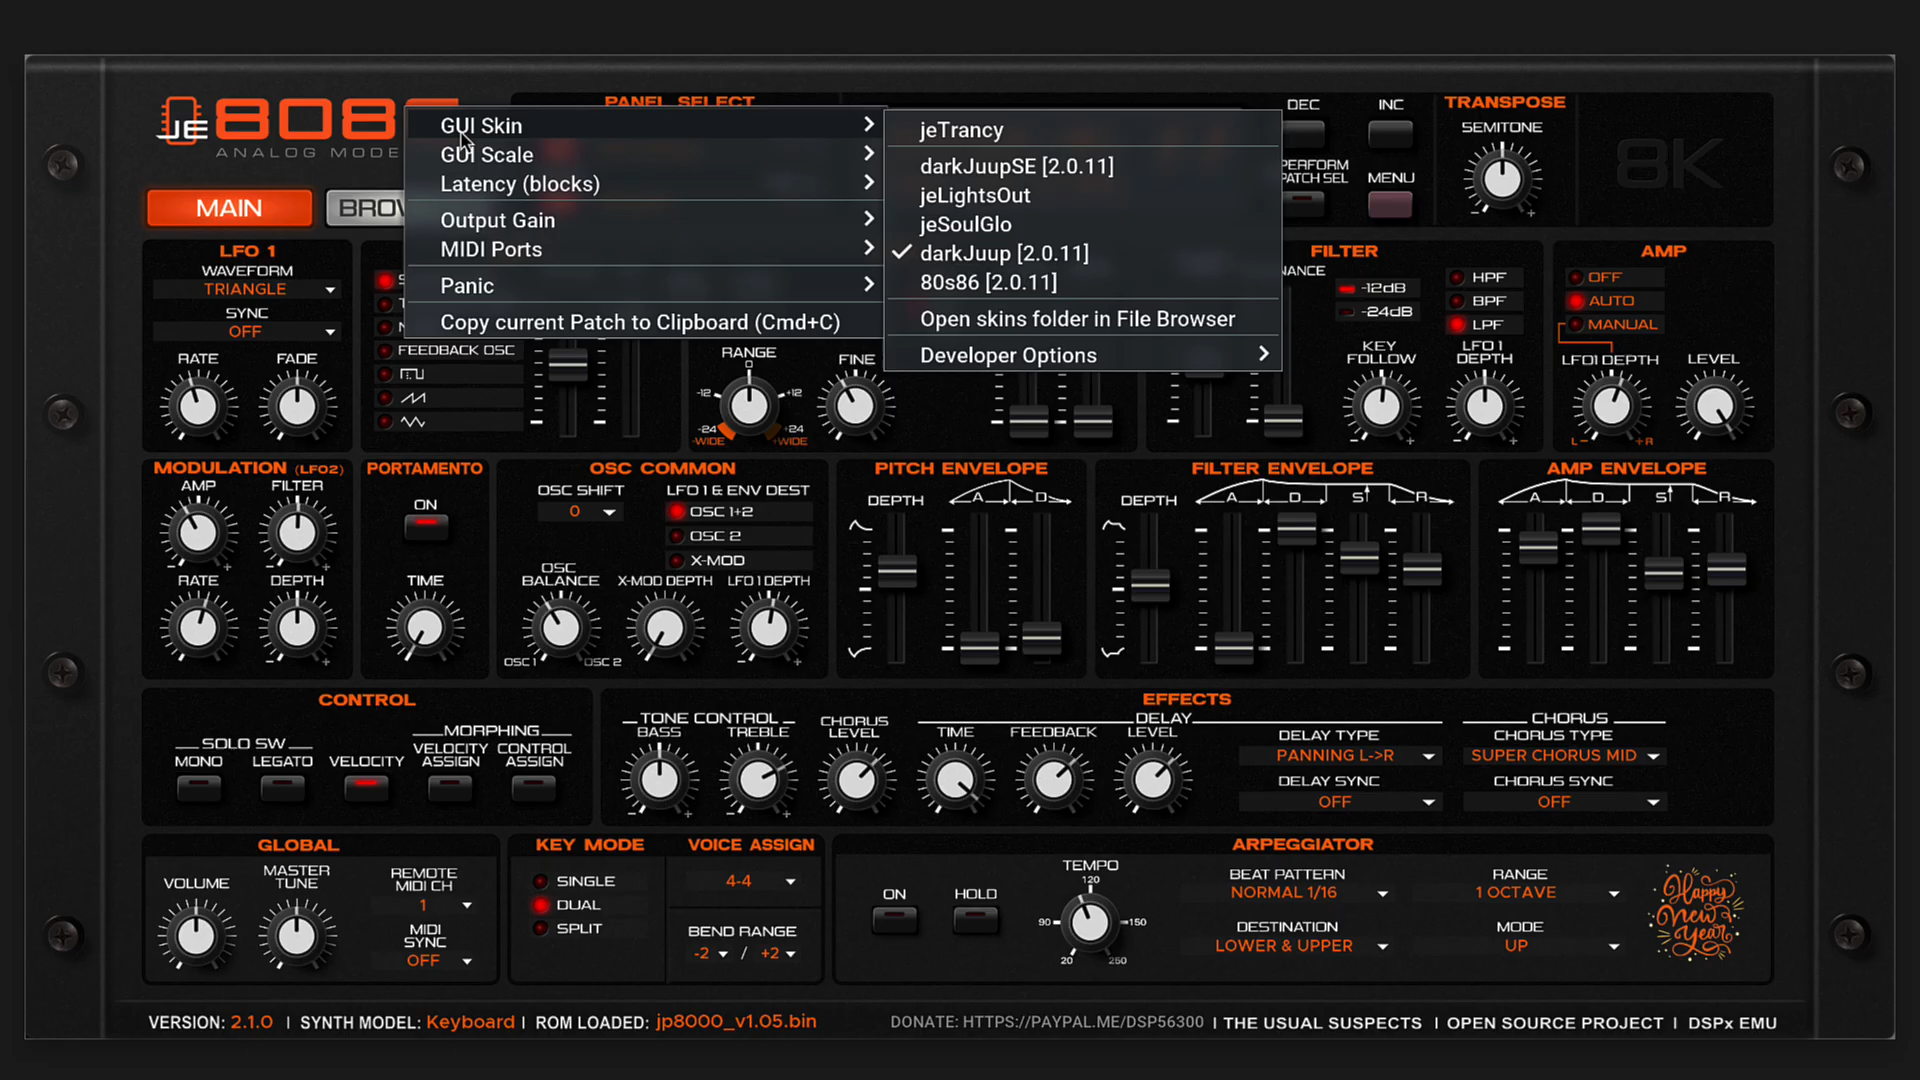 JE 808
ANALOG MODE
PANEL SELECT
DEC
INC
TRANSPOSE
SEMITONE
- +
8K
PERFORM
PATCH SEL
MENU
MAIN
BROW
GUI Skin
GUI Scale
Latency (blocks)
Output Gain
MIDI Ports
Panic
Copy current Patch to Clipboard (Cmd+C)
jeTrancy
darkJuupSE [2.0.11]
jeLightsOut
jeSoulGlo
darkJuup [2.0.11]
80s86 [2.0.11]
Open skins folder in File Browser
Developer Options
LFO 1
WAVEFORM
TRIANGLE
SYNC
OFF
RATE
FADE
FEEDBACK OSC
RANGE
0
-12 +12
-24 +24
-WIDE +WIDE
FINE
FILTER
NANCE
-12dB
-24dB
HPF
BPF
LPF
KEY
FOLLOW
LFO 1
DEPTH
- +
AMP
OFF
AUTO
MANUAL
LFO1 DEPTH
LEVEL
L- +R
MODULATION (LFO2)
AMP
FILTER
RATE
DEPTH
PORTAMENTO
ON
TIME
OSC COMMON
OSC SHIFT
0
LFO 1 & ENV DEST
OSC 1+2
OSC 2
X-MOD
OSC
BALANCE
X-MOD DEPTH
LFO 1 DEPTH
OSC 1
OSC 2
- +
PITCH ENVELOPE
DEPTH
A D
FILTER ENVELOPE
DEPTH
A D S R
AMP ENVELOPE
A D S R
CONTROL
SOLO SW
MONO
LEGATO
VELOCITY
MORPHING
VELOCITY
ASSIGN
CONTROL
ASSIGN
EFFECTS
TONE CONTROL
BASS
TREBLE
CHORUS
LEVEL
DELAY
TIME
FEEDBACK
LEVEL
DELAY TYPE
PANNING L->R
DELAY SYNC
OFF
CHORUS
CHORUS TYPE
SUPER CHORUS MID
CHORUS SYNC
OFF
GLOBAL
VOLUME
MASTER
TUNE
REMOTE
MIDI CH
1
MIDI
SYNC
OFF
KEY MODE
SINGLE
DUAL
SPLIT
VOICE ASSIGN
4-4
BEND RANGE
-2 / +2
ARPEGGIATOR
ON
HOLD
TEMPO
120
90 150
20 250
BEAT PATTERN
NORMAL 1/16
DESTINATION
LOWER & UPPER
RANGE
1 OCTAVE
MODE
UP
Happy
New
Year
VERSION: 2.1.0 | SYNTH MODEL: Keyboard | ROM LOADED: jp8000_v1.05.bin
DONATE: HTTPS://PAYPAL.ME/DSP56300 | THE USUAL SUSPECTS | OPEN SOURCE PROJECT | DSPx EMU